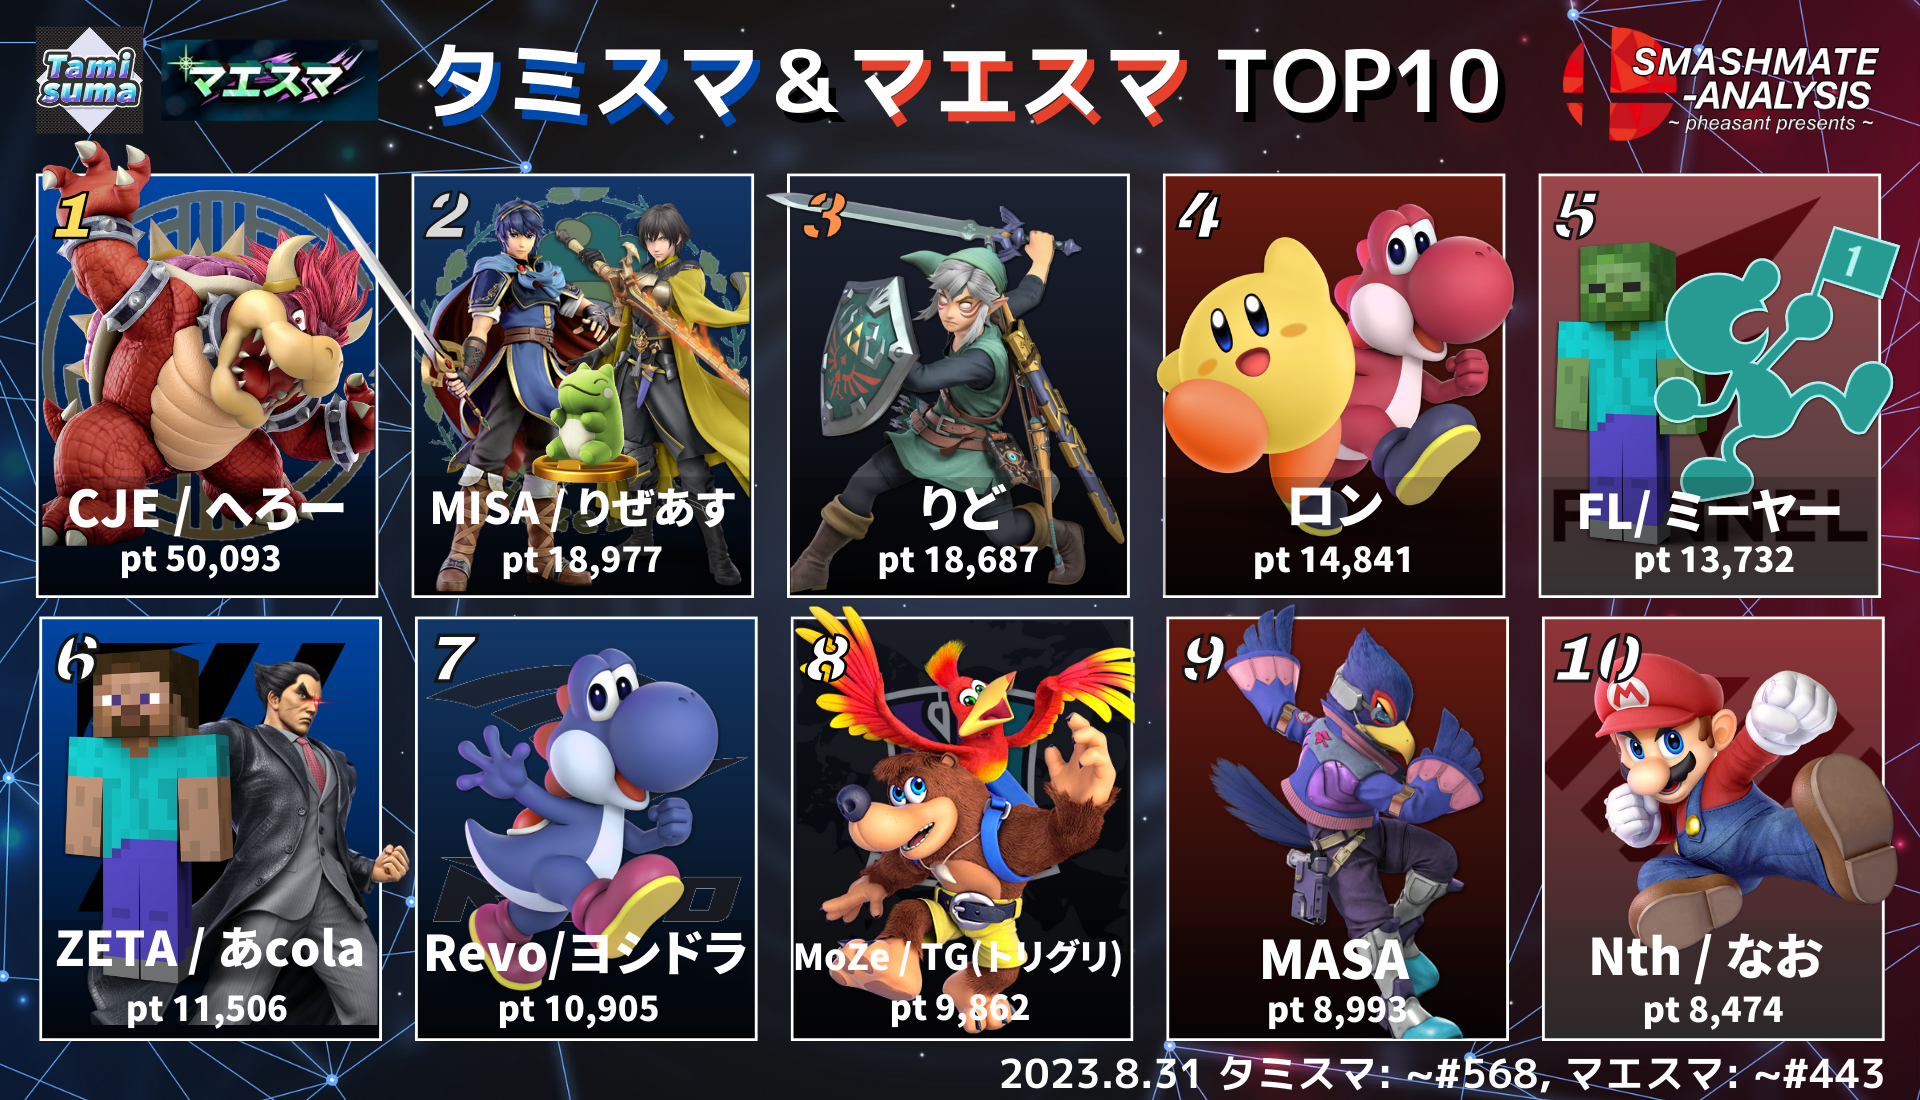 Tami
suma
マエスマ
タミスマ&マエスマ TOP10
SMASHMATE
-ANALYSIS
~ pheasant presents ~
1
CJE / へろー
pt 50,093
2
MISA / りぜあす
pt 18,977
3
りど
pt 18,687
4
ロン
pt 14,841
5
1
FL/ ミーヤー
pt 13,732
6
ZETA / あcola
pt 11,506
7
Revo/ヨシドラ
pt 10,905
8
MoZe / TG(トリグリ)
pt 9,862
9
MASA
pt 8,993
10
M
Nth / なお
pt 8,474
2023.8.31 タミスマ: ~#568, マエスマ: ~#443